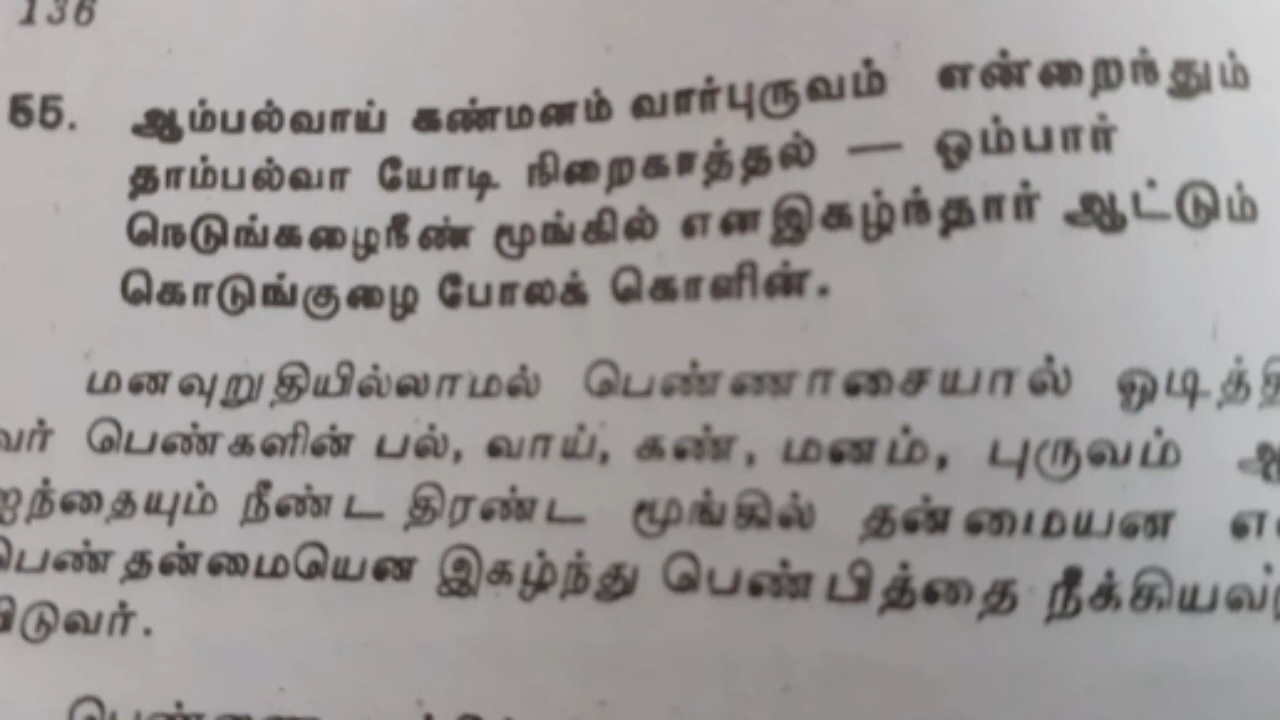 136
55. ஆம்பல்வாய் கண்மனம் வார்புருவம் என்றைந்தும்
தாம்பல்வா யோடி நிறைகாத்தல் — ஓம்பார்
நெடுங்கழைநீண் மூங்கில் எனஇகழ்ந்தார் ஆட்டும்
கொடுங்குழை போலக் கொளின்.
மனவுறுதியில்லாமல் பெண்ணாசையால் ஓடித்தி
வர் பெண்களின் பல், வாய், கண், மனம், புருவம்
ஐந்தையும் நீண்ட திரண்ட மூங்கில் தன்மையன
பெண்தன்மையென இகழ்ந்து பெண்பித்தை நீக்கியவ
விடுவர்.